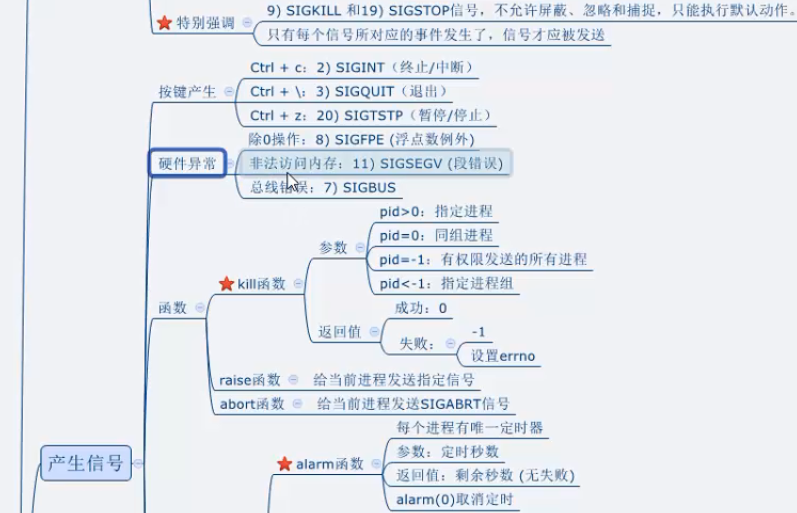 9) SIGKILL 和19) SIGSTOP信号，不允许屏蔽、忽略和捕捉，只能执行默认动作。
特别强调
只有每个信号所对应的事件发生了，信号才应被发送
Ctrl + c：2) SIGINT（终止/中断）
按键产生
Ctrl + \：3) SIGQUIT（退出）
Ctrl + z：20) SIGTSTP（暂停/停止）
除0操作：8) SIGFPE (浮点数例外)
硬件异常
非法访问内存：11) SIGSEGV (段错误)
总线错误：7) SIGBUS
pid>0：指定进程
pid=0：同组进程
参数
pid=-1：有权限发送的所有进程
kill函数
pid<-1：指定进程组
函数
成功：0
返回值
-1
失败：
设置errno
raise函数
给当前进程发送指定信号
abort函数
给当前进程发送SIGABRT信号
每个进程有唯一定时器
参数：定时秒数
产生信号
alarm函数
返回值：剩余秒数 (无失败)
alarm(0)取消定时